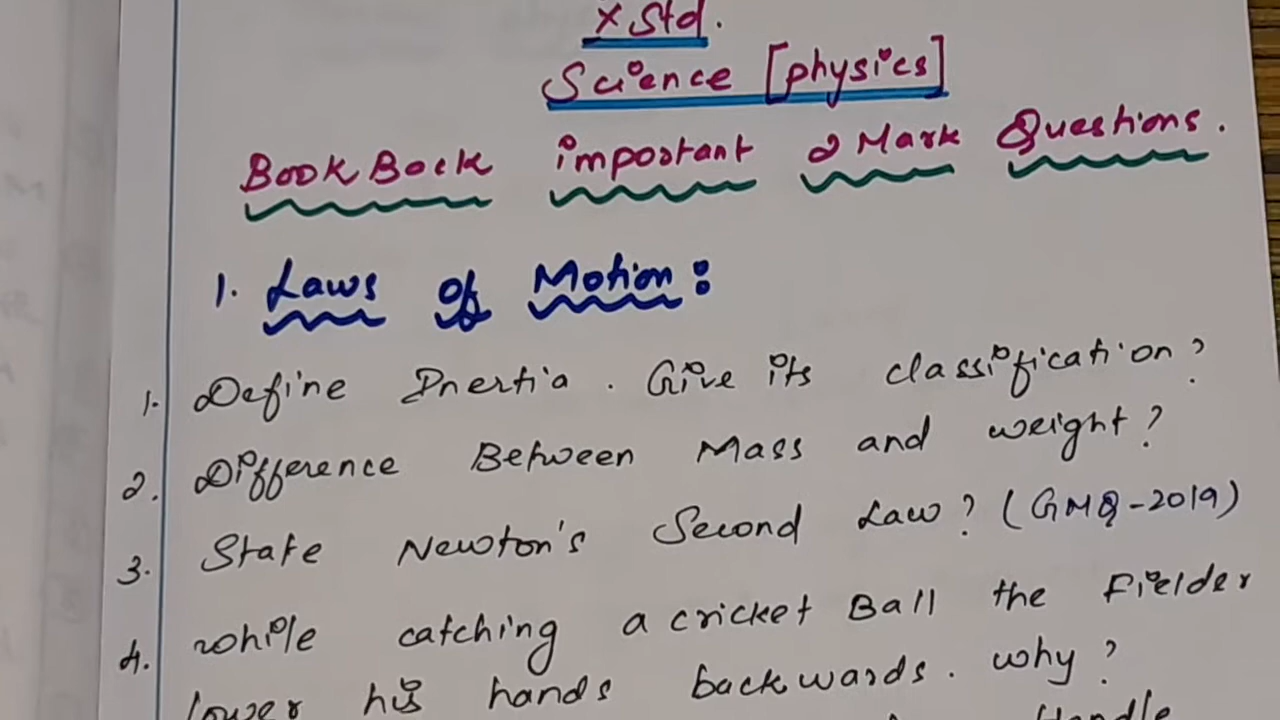 X Std.
Science [physics]
Book Back important 2 Mark Questions.
1. Laws of Motion:
1. Define Inertia. Give its classification?
2. Difference Between Mass and weight?
3. State Newton's Second Law? (GMQ-2019)
4. while catching a cricket Ball the Fielder
lower his hands backwards. why?
Handle